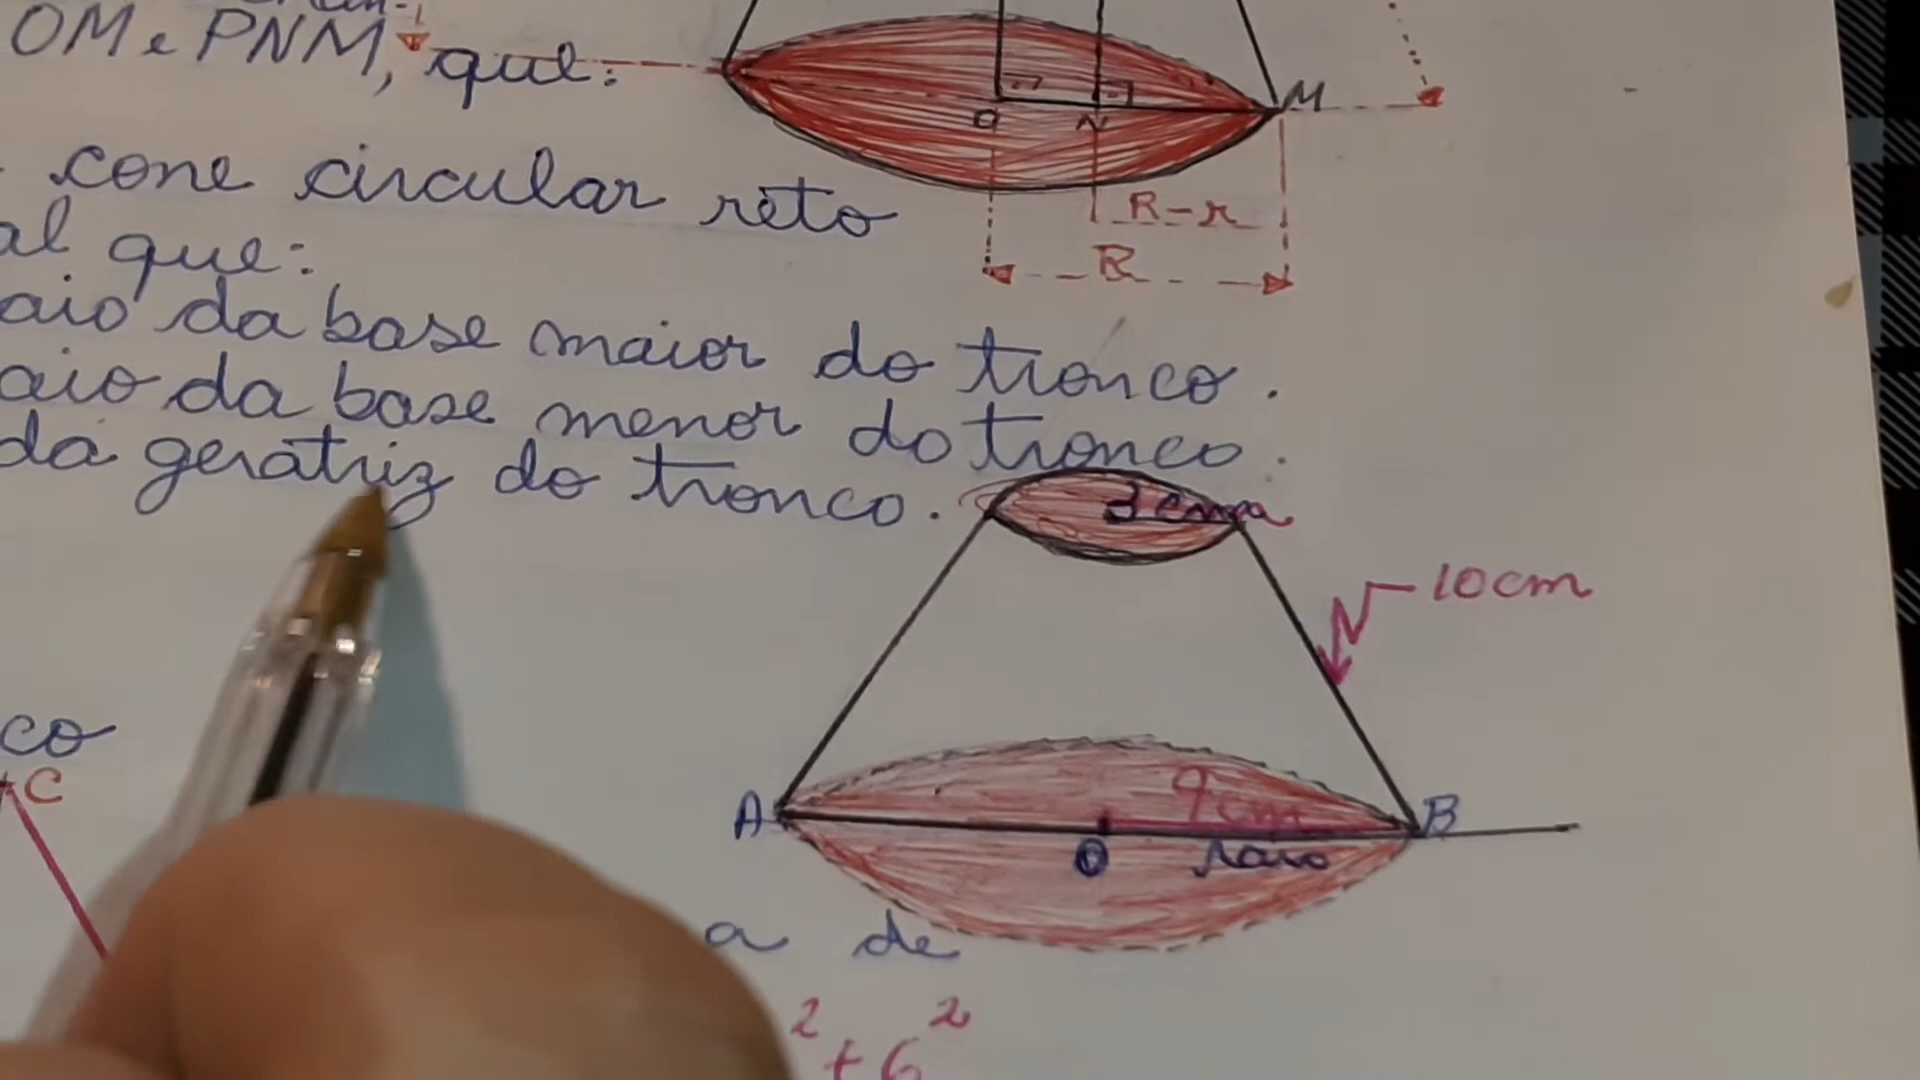 OM e PNM, que:
M
O N
cone circular reto
R-r
al que:
R
aio da base maior do tronco.
aio da base menor do tronco.
da geratriz do tronco.
3cm
10cm
co
C
9cm
A B
O raio
a de
2 + 6 2